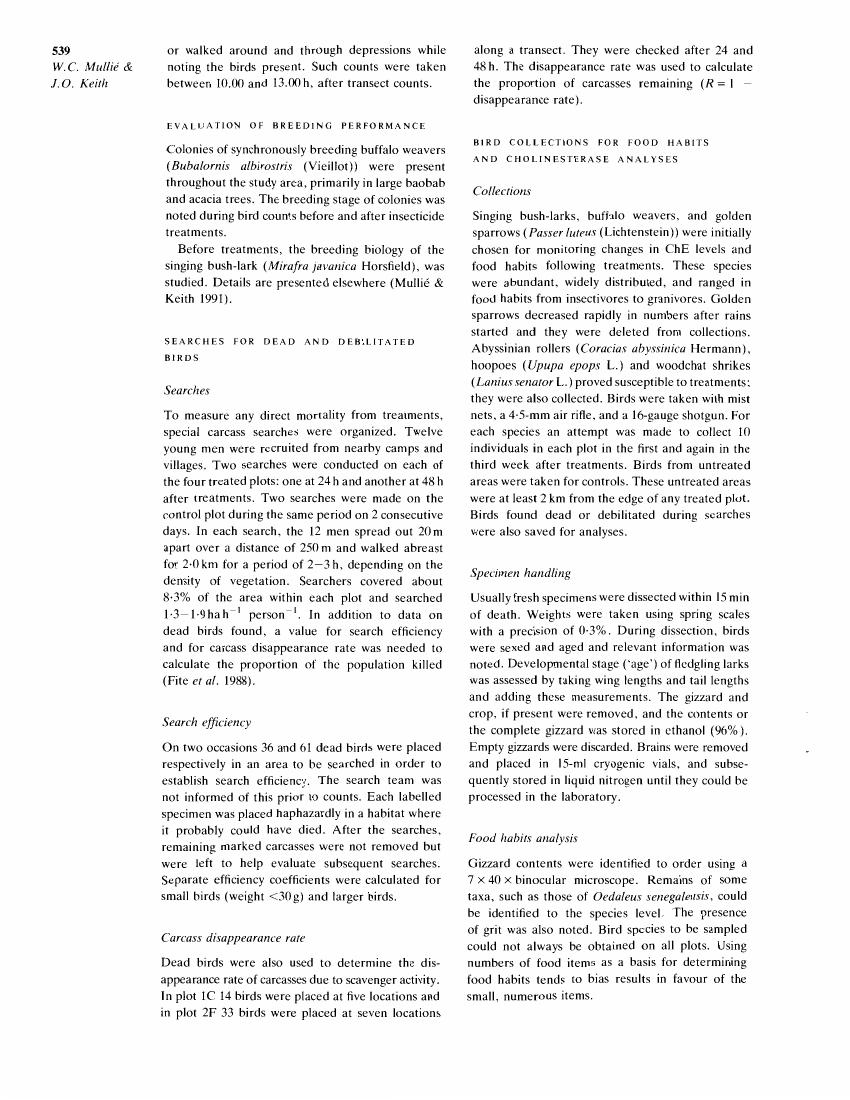 539
W.C. Mullié &
J.O. Keith
or walked around and through depressions while
noting the birds present. Such counts were taken
between 10.00 and 13.00 h, after transect counts.
EVALUATION OF BREEDING PERFORMANCE
Colonies of synchronously breeding buffalo weavers
(Bubalornis albirostris (Vieillot)) were present
throughout the study area, primarily in large baobab
and acacia trees. The breeding stage of colonies was
noted during bird counts before and after insecticide
treatments.
Before treatments, the breeding biology of the
singing bush-lark (Mirafra javanica Horsfield), was
studied. Details are presented elsewhere (Mullié &
Keith 1991).
SEARCHES FOR DEAD AND DEBILITATED
BIRDS
Searches
To measure any direct mortality from treatments,
special carcass searches were organized. Twelve
young men were recruited from nearby camps and
villages. Two searches were conducted on each of
the four treated plots: one at 24 h and another at 48 h
after treatments. Two searches were made on the
control plot during the same period on 2 consecutive
days. In each search, the 12 men spread out 20 m
apart over a distance of 250 m and walked abreast
for 2·0 km for a period of 2–3 h, depending on the
density of vegetation. Searchers covered about
8·3% of the area within each plot and searched
1·3–1·9 ha h⁻¹ person⁻¹. In addition to data on
dead birds found, a value for search efficiency
and for carcass disappearance rate was needed to
calculate the proportion of the population killed
(Fite et al. 1988).
Search efficiency
On two occasions 36 and 61 dead birds were placed
respectively in an area to be searched in order to
establish search efficiency. The search team was
not informed of this prior to counts. Each labelled
specimen was placed haphazardly in a habitat where
it probably could have died. After the searches,
remaining marked carcasses were not removed but
were left to help evaluate subsequent searches.
Separate efficiency coefficients were calculated for
small birds (weight <30 g) and larger birds.
Carcass disappearance rate
Dead birds were also used to determine the dis-
appearance rate of carcasses due to scavenger activity.
In plot 1C 14 birds were placed at five locations and
in plot 2F 33 birds were placed at seven locations
along a transect. They were checked after 24 and
48 h. The disappearance rate was used to calculate
the proportion of carcasses remaining (R = 1 −
disappearance rate).
BIRD COLLECTIONS FOR FOOD HABITS
AND CHOLINESTERASE ANALYSES
Collections
Singing bush-larks, buffalo weavers, and golden
sparrows (Passer luteus (Lichtenstein)) were initially
chosen for monitoring changes in ChE levels and
food habits following treatments. These species
were abundant, widely distributed, and ranged in
food habits from insectivores to granivores. Golden
sparrows decreased rapidly in numbers after rains
started and they were deleted from collections.
Abyssinian rollers (Coracias abyssinica Hermann),
hoopoes (Upupa epops L.) and woodchat shrikes
(Lanius senator L.) proved susceptible to treatments;
they were also collected. Birds were taken with mist
nets, a 4·5-mm air rifle, and a 16-gauge shotgun. For
each species an attempt was made to collect 10
individuals in each plot in the first and again in the
third week after treatments. Birds from untreated
areas were taken for controls. These untreated areas
were at least 2 km from the edge of any treated plot.
Birds found dead or debilitated during searches
were also saved for analyses.
Specimen handling
Usually fresh specimens were dissected within 15 min
of death. Weights were taken using spring scales
with a precision of 0·3%. During dissection, birds
were sexed and aged and relevant information was
noted. Developmental stage ('age') of fledgling larks
was assessed by taking wing lengths and tail lengths
and adding these measurements. The gizzard and
crop, if present were removed, and the contents or
the complete gizzard was stored in ethanol (96%).
Empty gizzards were discarded. Brains were removed
and placed in 15-ml cryogenic vials, and subse-
quently stored in liquid nitrogen until they could be
processed in the laboratory.
Food habits analysis
Gizzard contents were identified to order using a
7 × 40 × binocular microscope. Remains of some
taxa, such as those of Oedaleus senegalensis, could
be identified to the species level. The presence
of grit was also noted. Bird species to be sampled
could not always be obtained on all plots. Using
numbers of food items as a basis for determining
food habits tends to bias results in favour of the
small, numerous items.